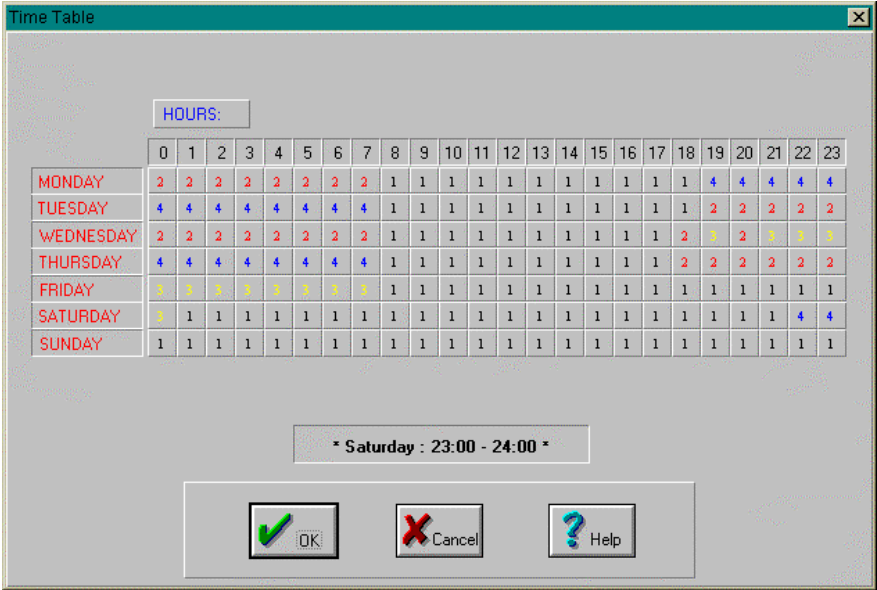 Time Table
HOURS:
0 1 2 3 4 5 6 7 8 9 10 11 12 13 14 15 16 17 18 19 20 21 22 23
MONDAY 2 2 2 2 2 2 2 2 1 1 1 1 1 1 1 1 1 1 1 4 4 4 4 4
TUESDAY 4 4 4 4 4 4 4 4 1 1 1 1 1 1 1 1 1 1 1 2 2 2 2 2
WEDNESDAY 2 2 2 2 2 2 2 2 1 1 1 1 1 1 1 1 1 1 2 3 2 3 3 3
THURSDAY 4 4 4 4 4 4 4 4 1 1 1 1 1 1 1 1 1 1 2 2 2 2 2 2
FRIDAY 3 3 3 3 3 3 3 3 1 1 1 1 1 1 1 1 1 1 1 1 1 1 1 1
SATURDAY 3 1 1 1 1 1 1 1 1 1 1 1 1 1 1 1 1 1 1 1 1 1 4 4
SUNDAY 1 1 1 1 1 1 1 1 1 1 1 1 1 1 1 1 1 1 1 1 1 1 1 1
* Saturday : 23:00 - 24:00 *
OK Cancel Help